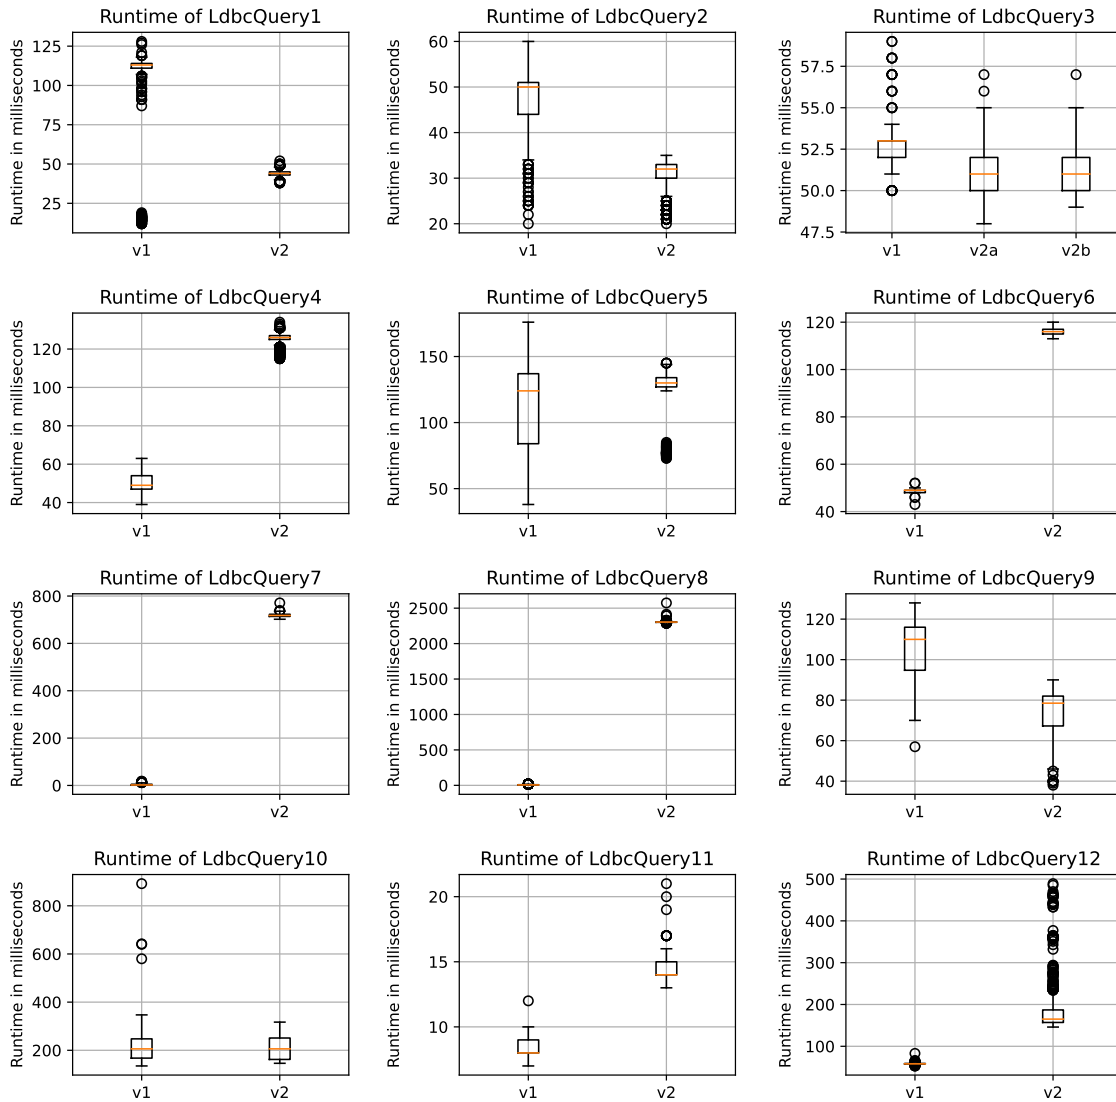 Runtime of LdbcQuery1
Runtime in milliseconds
125
100
75
50
25
v1 v2
Runtime of LdbcQuery2
Runtime in milliseconds
60
50
40
30
20
v1 v2
Runtime of LdbcQuery3
Runtime in milliseconds
57.5
55.0
52.5
50.0
47.5
v1 v2a v2b
Runtime of LdbcQuery4
Runtime in milliseconds
120
100
80
60
40
v1 v2
Runtime of LdbcQuery5
Runtime in milliseconds
150
100
50
v1 v2
Runtime of LdbcQuery6
Runtime in milliseconds
120
100
80
60
40
v1 v2
Runtime of LdbcQuery7
Runtime in milliseconds
800
600
400
200
0
v1 v2
Runtime of LdbcQuery8
Runtime in milliseconds
2500
2000
1500
1000
500
0
v1 v2
Runtime of LdbcQuery9
Runtime in milliseconds
120
100
80
60
40
v1 v2
Runtime of LdbcQuery10
Runtime in milliseconds
800
600
400
200
v1 v2
Runtime of LdbcQuery11
Runtime in milliseconds
20
15
10
v1 v2
Runtime of LdbcQuery12
Runtime in milliseconds
500
400
300
200
100
v1 v2